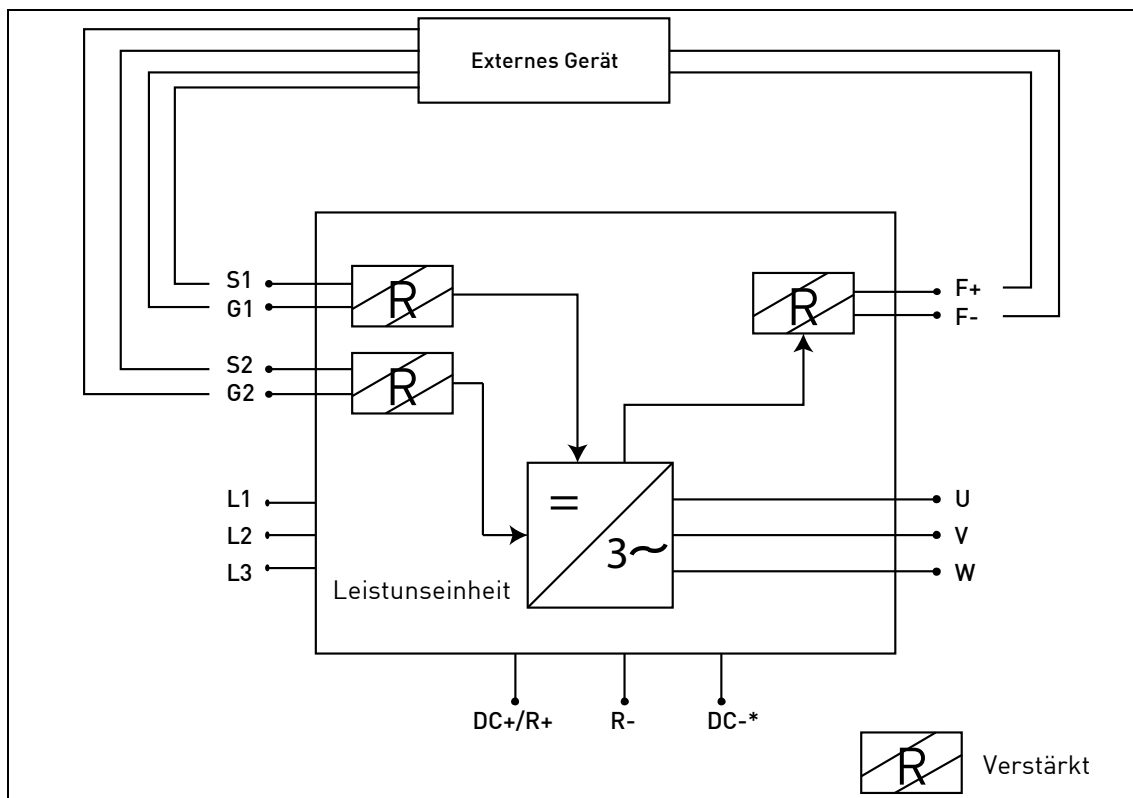 Externes Gerät
S1
G1
S2
G2
R
R
R
F+
F-
L1
L2
L3
=
3~
U
V
W
Leistunseinheit
DC+/R+ R- DC-*
R Verstärkt